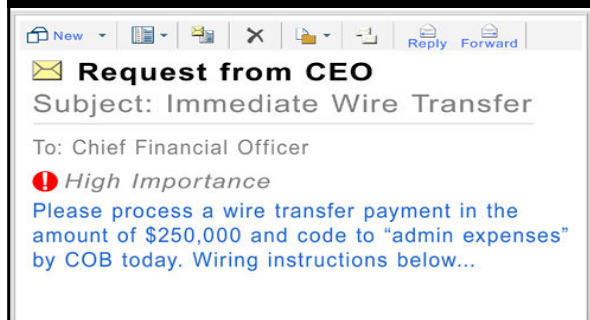 New
Reply Forward
Request from CEO
Subject: Immediate Wire Transfer
To: Chief Financial Officer
! High Importance
Please process a wire transfer payment in the
amount of $250,000 and code to “admin expenses”
by COB today. Wiring instructions below...